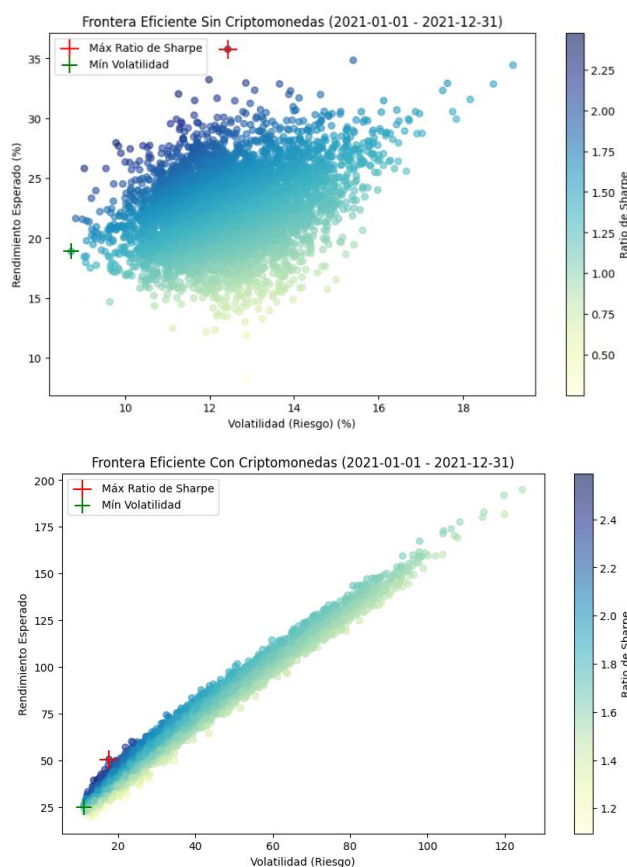 Frontera Eficiente Sin Criptomonedas (2021-01-01 - 2021-12-31)
Máx Ratio de Sharpe
Mín Volatilidad
Rendimiento Esperado (%)
35
30
25
20
15
10
10 12 14 16 18
Volatilidad (Riesgo) (%)
2.25
2.00
1.75
1.50
1.25
1.00
0.75
0.50
Ratio de Sharpe
Frontera Eficiente Con Criptomonedas (2021-01-01 - 2021-12-31)
Máx Ratio de Sharpe
Mín Volatilidad
Rendimiento Esperado
200
175
150
125
100
75
50
25
20 40 60 80 100 120
Volatilidad (Riesgo)
2.4
2.2
2.0
1.8
1.6
1.4
1.2
Ratio de Sharpe